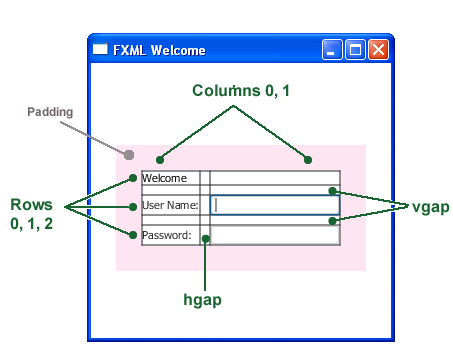 FXML Welcome
Columns 0, 1
Padding
Welcome
Rows
0, 1, 2
User Name:
vgap
Password:
hgap